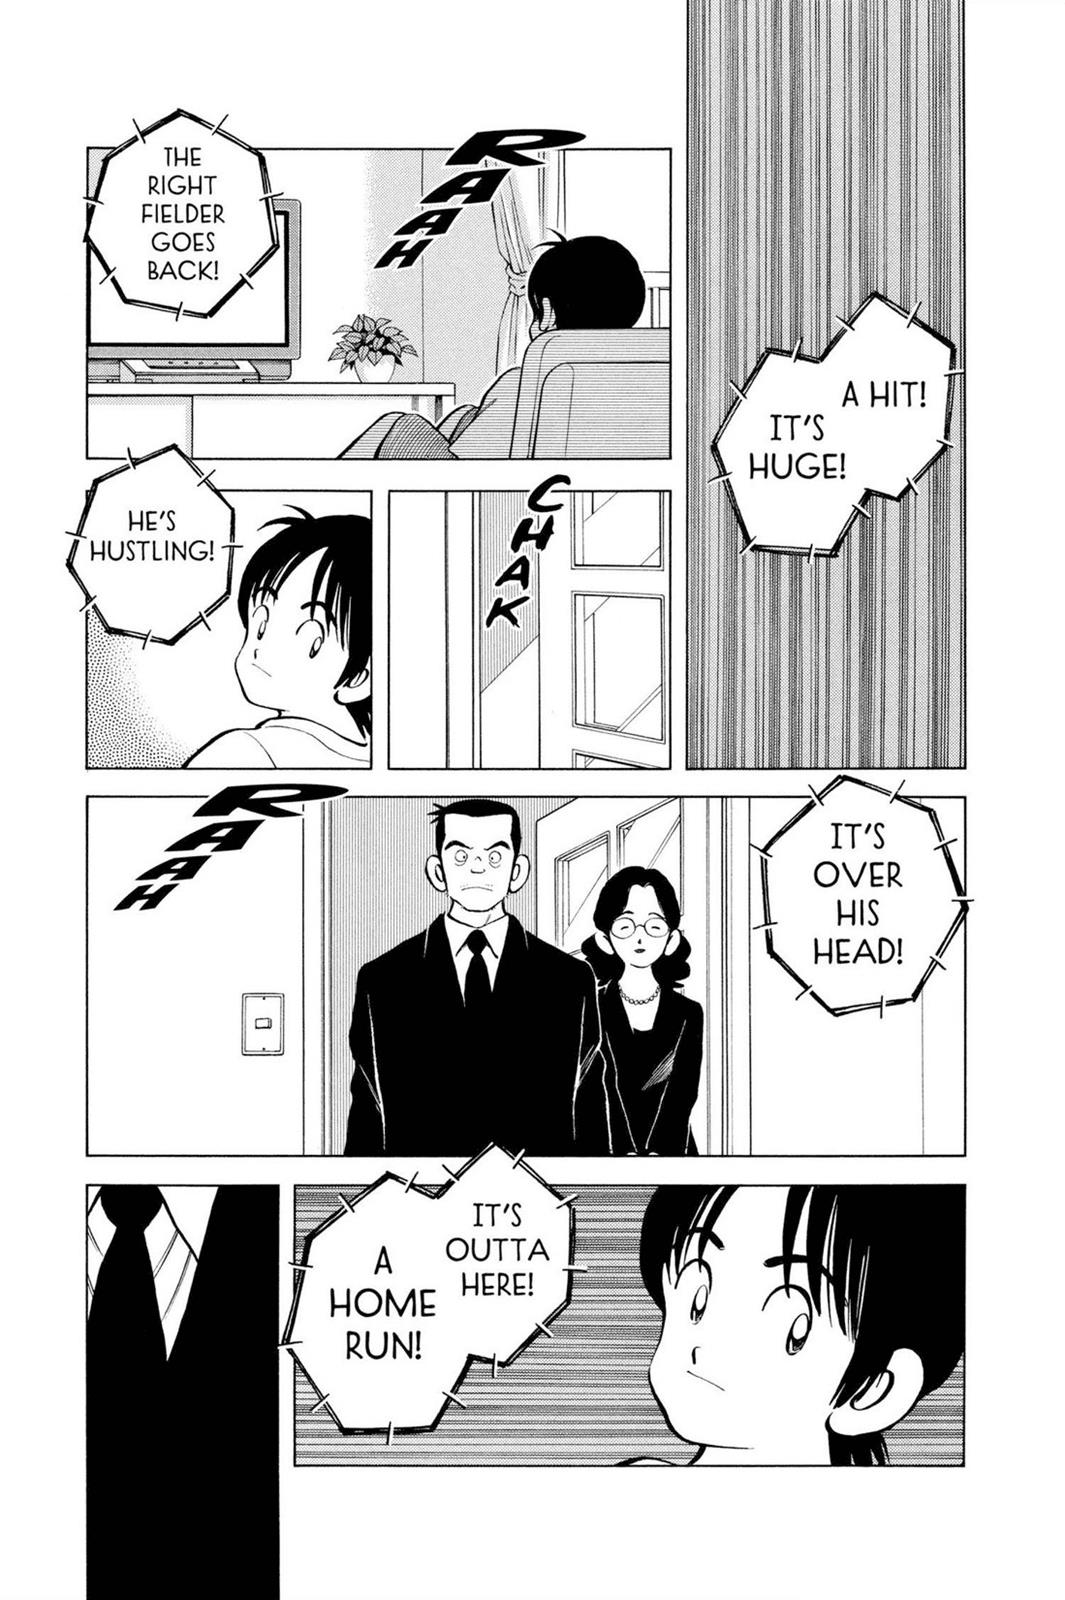 A HIT!
IT'S
HUGE!
RAAH
THE
RIGHT
FIELDER
GOES
BACK!
CHAK
HE'S
HUSTLING!
IT'S
OVER
HIS
HEAD!
RAAH
IT'S
OUTTA
HERE!
A
HOME
RUN!